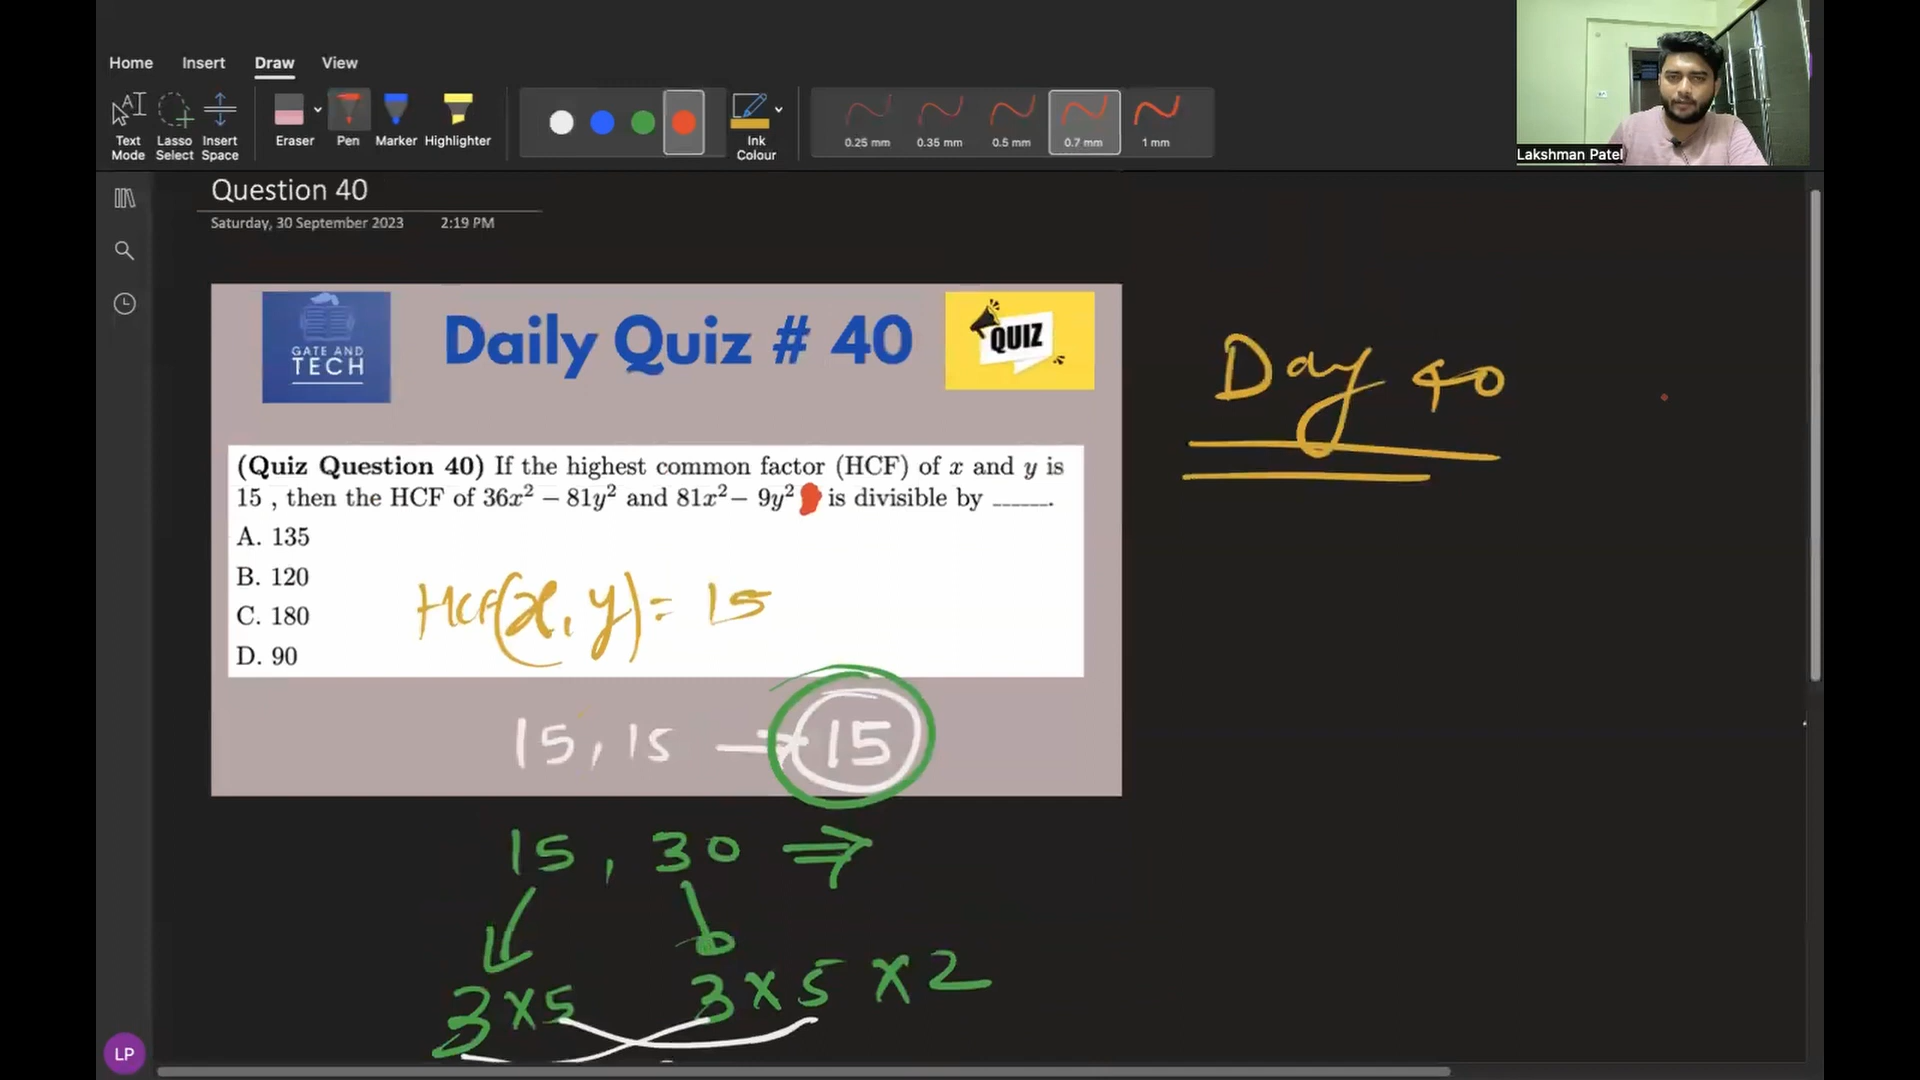 Home Insert Draw View
Text Mode Lasso Select Insert Space Eraser Pen Marker Highlighter Ink Colour 0.25 mm 0.35 mm 0.5 mm 0.7 mm 1 mm
Lakshman Patel
Question 40
Saturday, 30 September 2023 2:19 PM
GATE AND
TECH
Daily Quiz # 40
QUIZ
Day 40
(Quiz Question 40) If the highest common factor (HCF) of x and y is
15 , then the HCF of 36x² − 81y² and 81x² − 9y² is divisible by ______.
A. 135
B. 120
C. 180
D. 90
HCF(x, y) = 15
15, 15 → 15
15 , 30 ⇒
3 × 5 3 × 5 × 2
LP